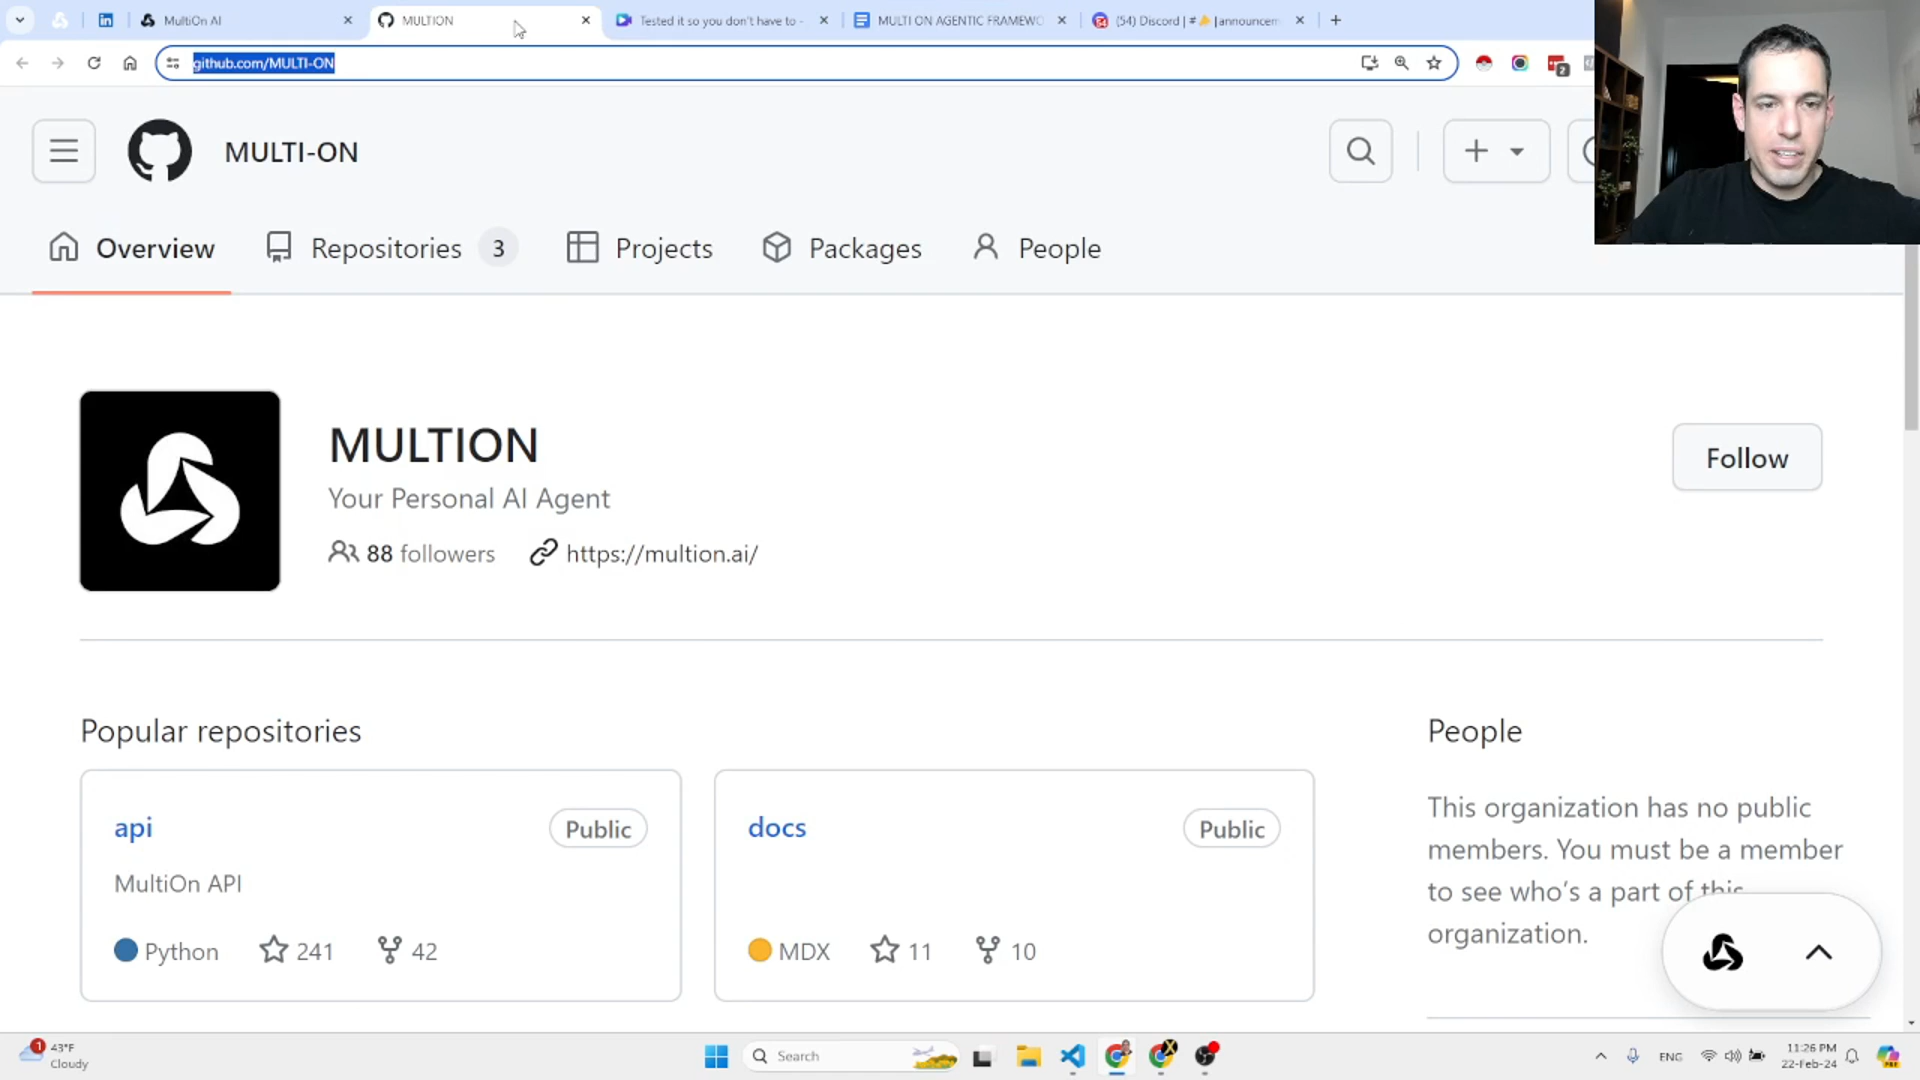 MultiOn AI
MULTION
Tested it so you don't have to -
MULTI ON AGENTIC FRAMEWO
(54) Discord | #👍|announcem
github.com/MULTI-ON
2
MULTI-ON
Overview
Repositories 3
Projects
Packages
People
MULTION
Your Personal AI Agent
88 followers
https://multion.ai/
Follow
Popular repositories
api
Public
MultiOn API
Python
241
42
docs
Public
MDX
11
10
People
This organization has no public
members. You must be a member
to see who's a part of this
organization.
1
43°F
Cloudy
Search
ENG
11:26 PM
22-Feb-24